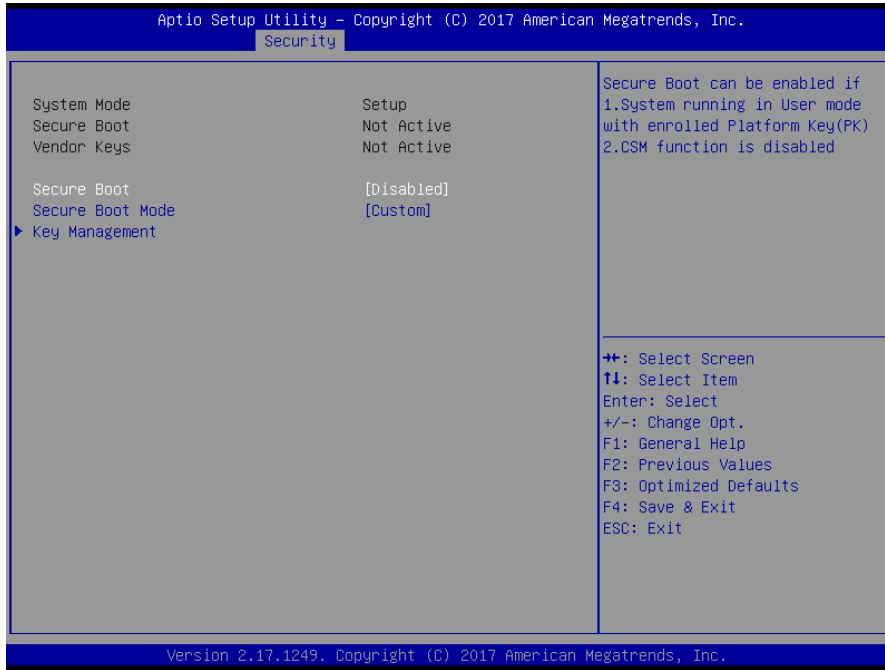 Aptio Setup Utility – Copyright (C) 2017 American Megatrends, Inc.
Security
System Mode Setup
Secure Boot Not Active
Vendor Keys Not Active
Secure Boot [Disabled]
Secure Boot Mode [Custom]
▶ Key Management
Secure Boot can be enabled if
1.System running in User mode
with enrolled Platform Key(PK)
2.CSM function is disabled
→←: Select Screen
↑↓: Select Item
Enter: Select
+/-: Change Opt.
F1: General Help
F2: Previous Values
F3: Optimized Defaults
F4: Save & Exit
ESC: Exit
Version 2.17.1249. Copyright (C) 2017 American Megatrends, Inc.